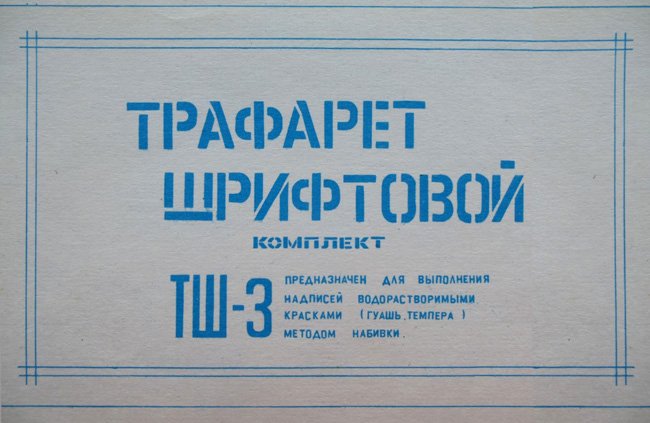 ТРАФАРЕТ
ШРИФТОВОЙ
КОМПЛЕКТ
ТШ-3
ПРЕДНАЗНАЧЕН ДЛЯ ВЫПОЛНЕНИЯ
НАДПИСЕЙ ВОДОРАСТВОРИМЫМИ
КРАСКАМИ (ГУАШЬ, ТЕМПЕРА)
МЕТОДОМ НАБИВКИ.